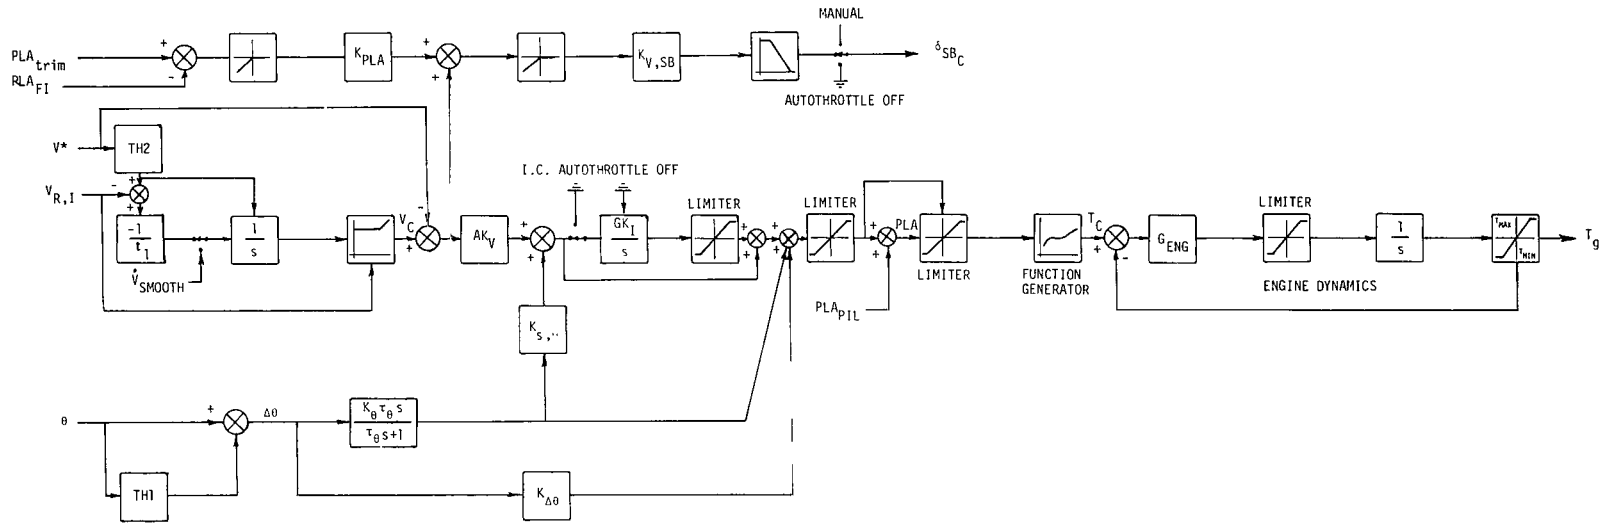 MANUAL
PLA trim
RLA FI
+
-
K PLA
+
+
K V,SB
δ SB C
AUTOTHROTTLE OFF
V*
TH2
V R,I
-
+
+
-1
t 1
V̇ SMOOTH
1
s
V C
-
+
AK V
I.C. AUTOTHROTTLE OFF
+
+
GK I
s
LIMITER
+
+
+
+
+
LIMITER
+
+
PLA
LIMITER
PLA PIL
FUNCTION
GENERATOR
T C
+
-
G ENG
LIMITER
1
s
ENGINE DYNAMICS
T MAX
T MIN
T g
K s,..
θ
+
Δθ
K θ τ θ s
τ θ s+1
TH1
K Δθ